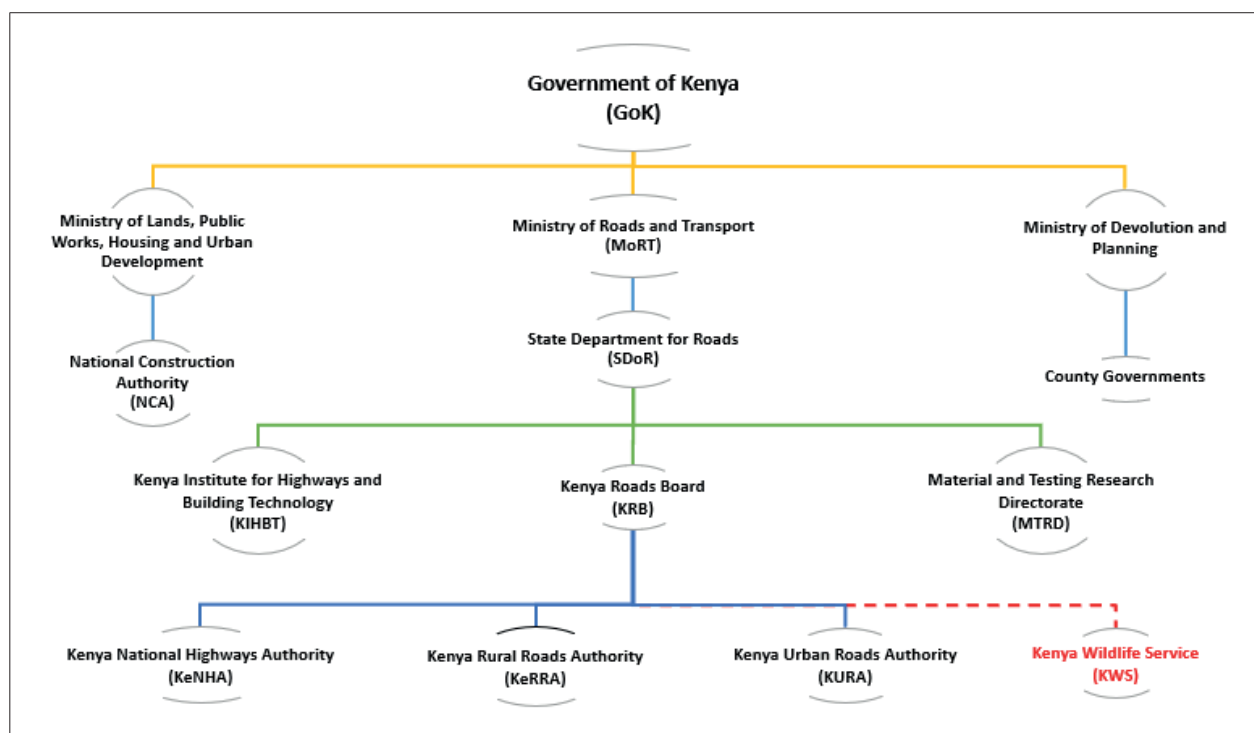 Government of Kenya
(GoK)
Ministry of Lands, Public
Works, Housing and Urban
Development
Ministry of Roads and Transport
(MoRT)
Ministry of Devolution and
Planning
National Construction
Authority
(NCA)
State Department for Roads
(SDoR)
County Governments
Kenya Institute for Highways and
Building Technology
(KIHBT)
Kenya Roads Board
(KRB)
Material and Testing Research
Directorate
(MTRD)
Kenya National Highways Authority
(KeNHA)
Kenya Rural Roads Authority
(KeRRA)
Kenya Urban Roads Authority
(KURA)
Kenya Wildlife Service
(KWS)